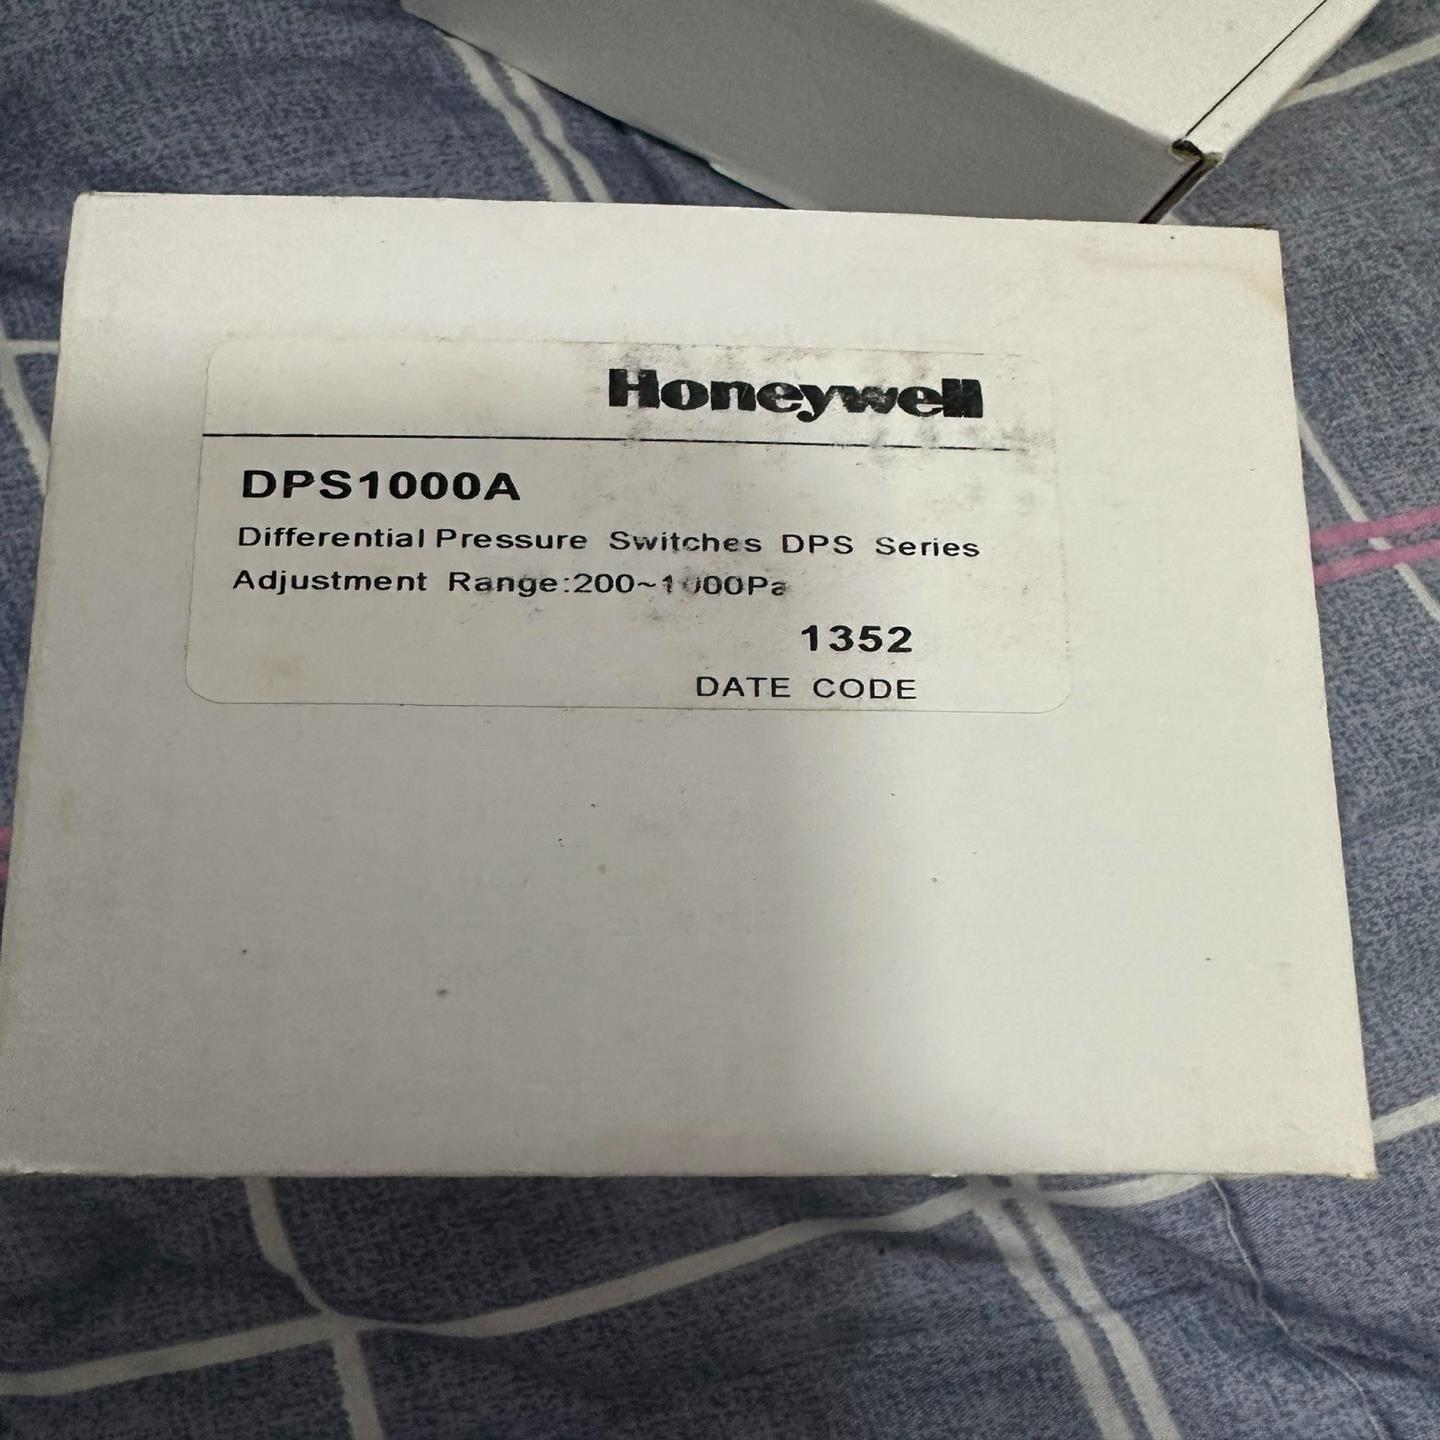 Honeywell
DPS1000A
Differential Pressure Switches DPS Series
Adjustment Range:200~1000Pa
1352
DATE CODE